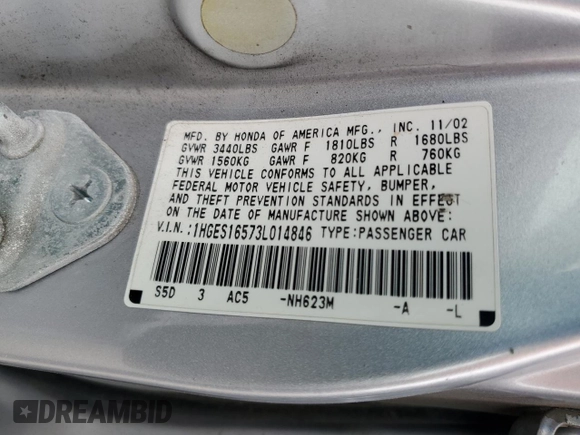 MFD. BY HONDA OF AMERICA MFG., INC. 11/02
GVWR 3440LBS GAWR F 1810LBS R 1680LBS
GVWR 1560KG GAWR F 820KG R 760KG
THIS VEHICLE CONFORMS TO ALL APPLICABLE
FEDERAL MOTOR VEHICLE SAFETY, BUMPER,
AND THEFT PREVENTION STANDARDS IN EFFECT
ON THE DATE OF MANUFACTURE SHOWN ABOVE:
V.I.N.:1HGES16573L014846 TYPE:PASSENGER CAR
S5D 3 AC5 -NH623M -A -L
DREAMBID